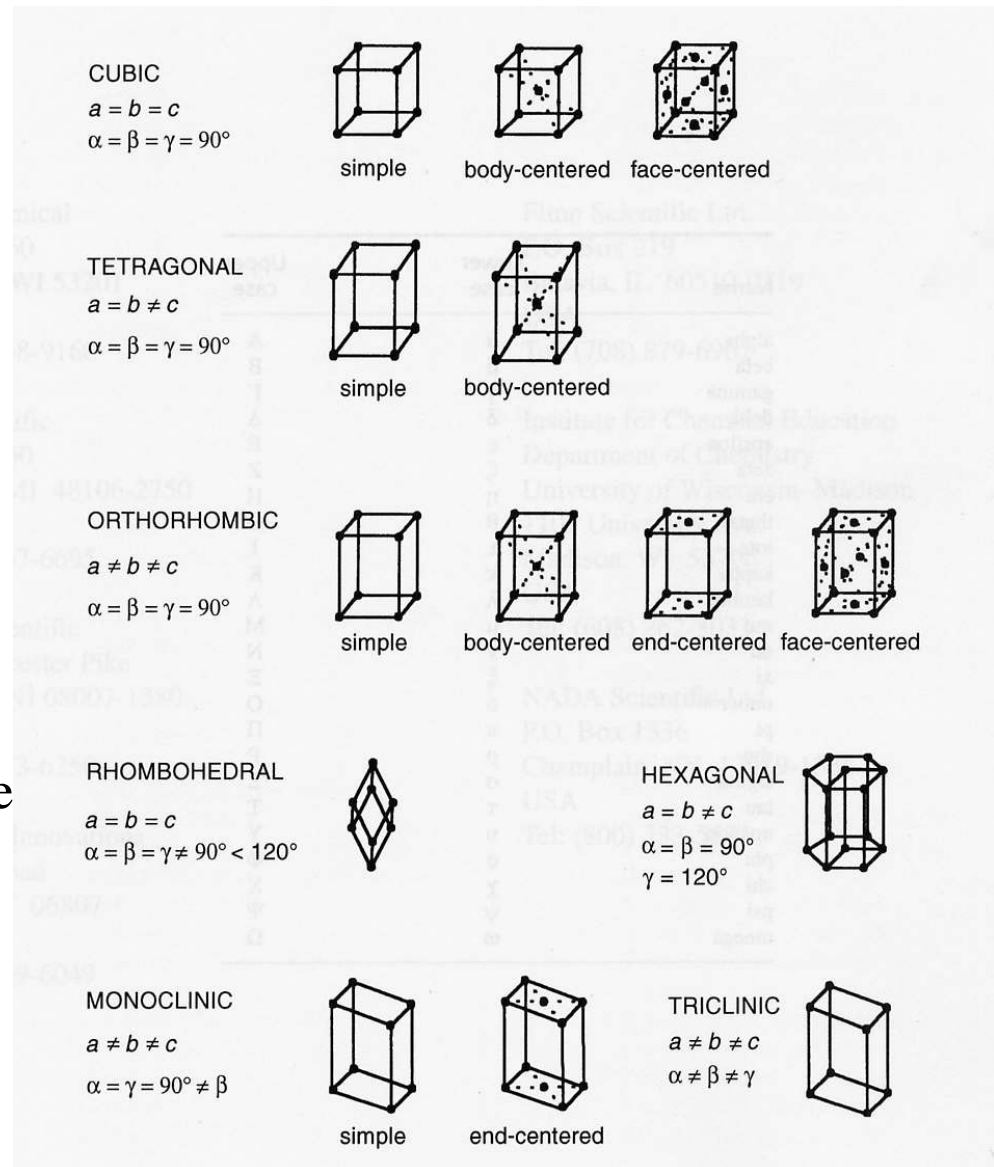 CUBIC
a = b = c
α = β = γ = 90°
simple body-centered face-centered
TETRAGONAL
a = b ≠ c
α = β = γ = 90°
simple body-centered
ORTHORHOMBIC
a ≠ b ≠ c
α = β = γ = 90°
simple body-centered end-centered face-centered
RHOMBOHEDRAL
a = b = c
α = β = γ ≠ 90° < 120°
e
HEXAGONAL
a = b ≠ c
α = β = 90°
γ = 120°
MONOCLINIC
a ≠ b ≠ c
α = γ = 90° ≠ β
simple end-centered
TRICLINIC
a ≠ b ≠ c
α ≠ β ≠ γ